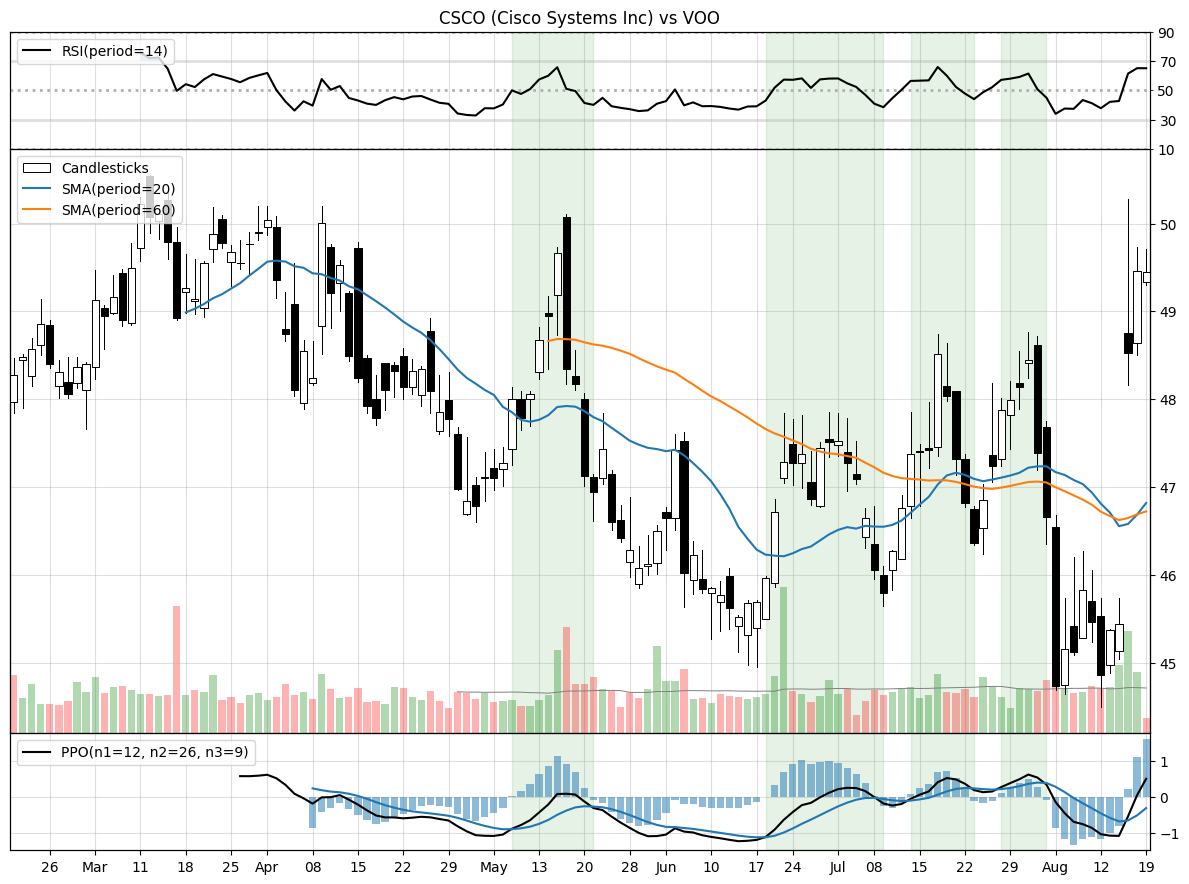 CSCO (Cisco Systems Inc) vs VOO
RSI(period=14)
90
70
50
30
10
Candlesticks
SMA(period=20)
SMA(period=60)
50
49
48
47
46
45
PPO(n1=12, n2=26, n3=9)
1
0
−1
26 Mar 11 18 25 Apr 08 15 22 29 May 13 20 28 Jun 10 17 24 Jul 08 15 22 29 Aug 12 19